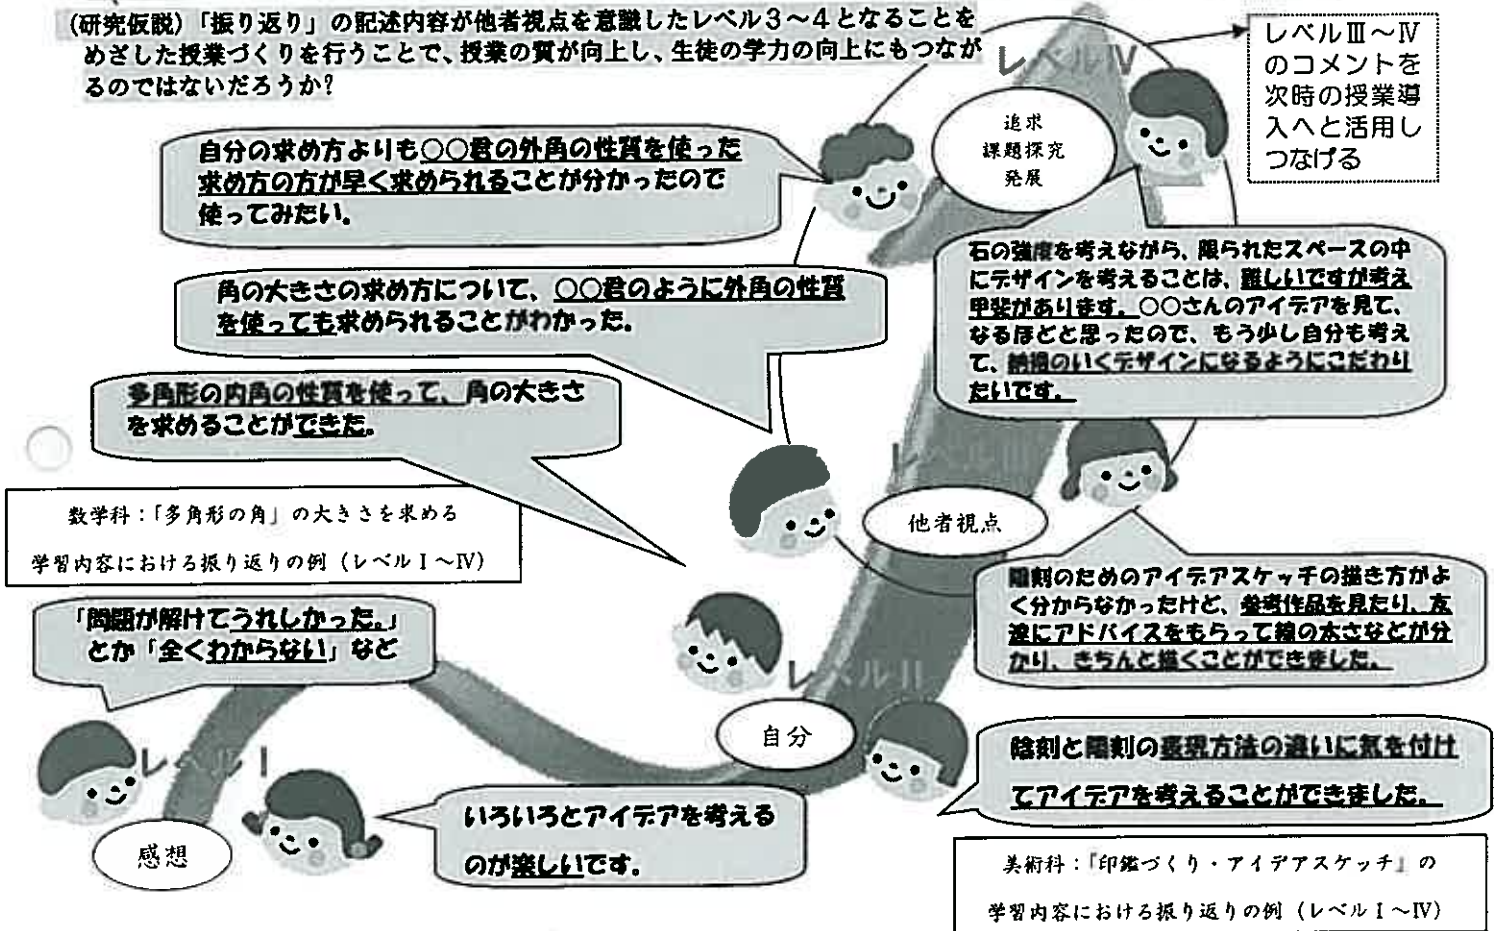 (研究仮説)「振り返り」の記述内容が他者視点を意識したレベル3~4となることを
めざした授業づくりを行うことで、授業の質が向上し、生徒の学力の向上にもつなが
るのではないだろうか?
レベルⅣ
レベルⅢ~Ⅳ
のコメントを
次時の授業導
入へと活用し
つなげる
追求
課題探究
発展
自分の求め方よりも○○君の外角の性質を使った
求め方の方が早く求められることが分かったので
使ってみたい。
石の強度を考えながら、限られたスペースの中
にデザインを考えることは、難しいですが考え
甲斐があります。○○さんのアイデアを見て、
なるほどと思ったので、もう少し自分も考え
て、納得のいくデザインになるようにこだわり
たいです。
角の大きさの求め方について、○○君のように外角の性質
を使っても求められることがわかった。
多角形の内角の性質を使って、角の大きさ
を求めることができた。
レベルⅢ
他者視点
数学科:「多角形の角」の大きさを求める
学習内容における振り返りの例(レベルⅠ~Ⅳ)
陽刻のためのアイデアスケッチの描き方がよ
く分からなかったけど、参考作品を見たり、友
達にアドバイスをもらって線の太さなどが分
かり、きちんと描くことができました。
「問題が解けてうれしかった。」
とか「全くわからない」など
レベルⅡ
自分
陰刻と陽刻の表現方法の違いに気を付け
てアイデアを考えることができました。
レベルⅠ
感想
いろいろとアイデアを考える
のが楽しいです。
美術科:『印鑑づくり・アイデアスケッチ』の
学習内容における振り返りの例(レベルⅠ~Ⅳ)